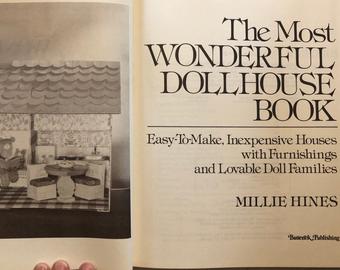 The Most
WONDERFUL
DOLLHOUSE
BOOK
Easy-To-Make, Inexpensive Houses
with Furnishings
and Lovable Doll Families
MILLIE HINES
Butterick Publishing